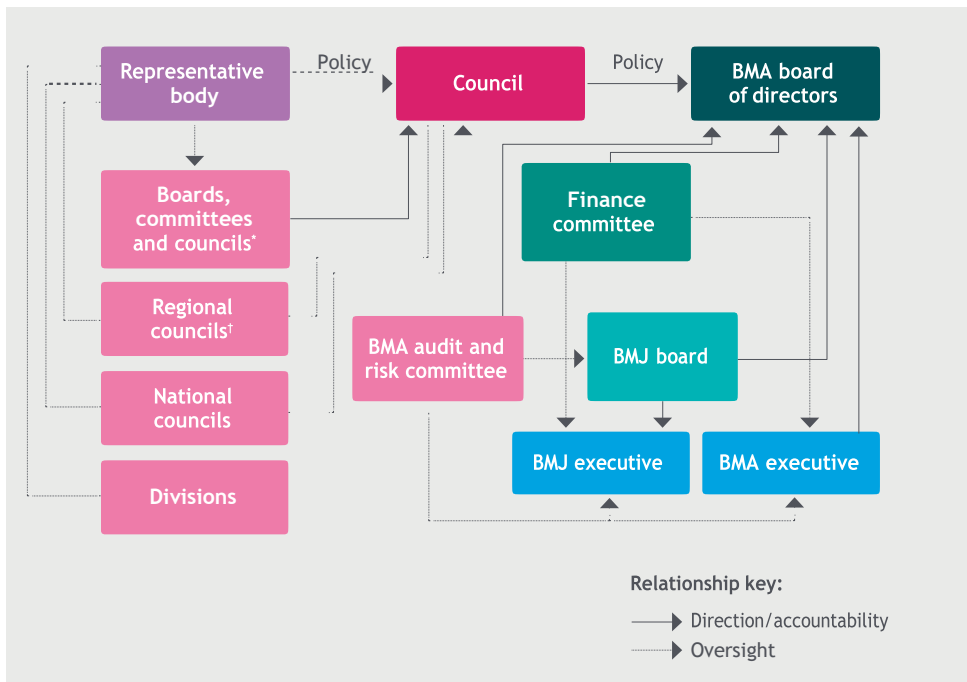 Representative
body
Policy
Council
Policy
BMA board
of directors
Boards,
committees
and councils*
Finance
committee
Regional
councils†
BMA audit and
risk committee
BMJ board
National
councils
BMJ executive
BMA executive
Divisions
Relationship key:
Direction/accountability
Oversight